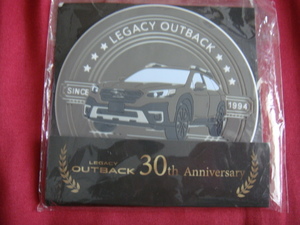 LEGACY OUTBACK
SINCE
1994
LEGACY
OUTBACK 30th Anniversary